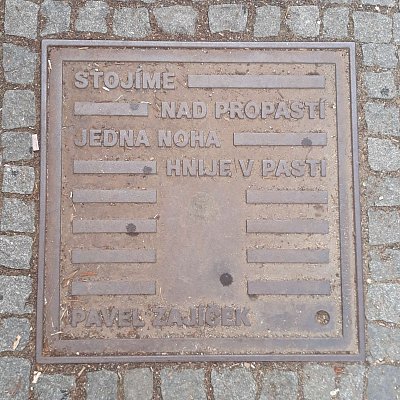 STOJÍME
NAD PROPASTÍ
JEDNA NOHA
HNIJE V PASTI
PAVEL ZAJÍČEK